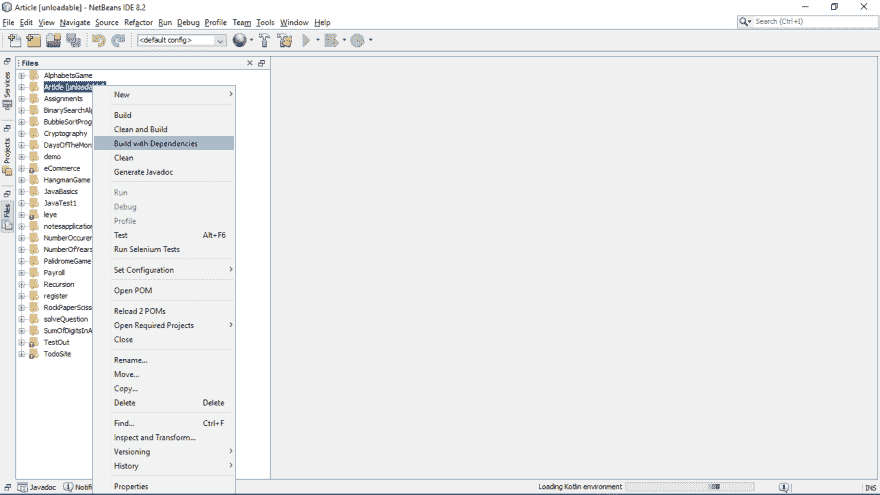 Article [unloadable] - NetBeans IDE 8.2
File Edit View Navigate Source Refactor Run Debug Profile Team Tools Window Help
Search (Ctrl+I)
<default config>
Files
Services
Projects
Files
AlphabetsGame
Article [unloada
Assignments
BinarySearchAlg
BubbleSortProg
Cryptography
DaysOfTheMon
demo
eCommerce
HangmanGame
JavaBasics
JavaTest1
leye
notesapplication
NumberOccuren
NumberOfYears
PalidromeGame
Payroll
Recursion
register
RockPaperScisso
solveQuestion
SumOfDigitsInA
TestOut
TodoSite
New
Build
Clean and Build
Build with Dependencies
Clean
Generate Javadoc
Run
Debug
Profile
Test Alt+F6
Run Selenium Tests
Set Configuration
Open POM
Reload 2 POMs
Open Required Projects
Close
Rename...
Move...
Copy...
Delete Delete
Find... Ctrl+F
Inspect and Transform...
Versioning
History
Properties
Javadoc Notifi
Loading Kotlin environment
INS